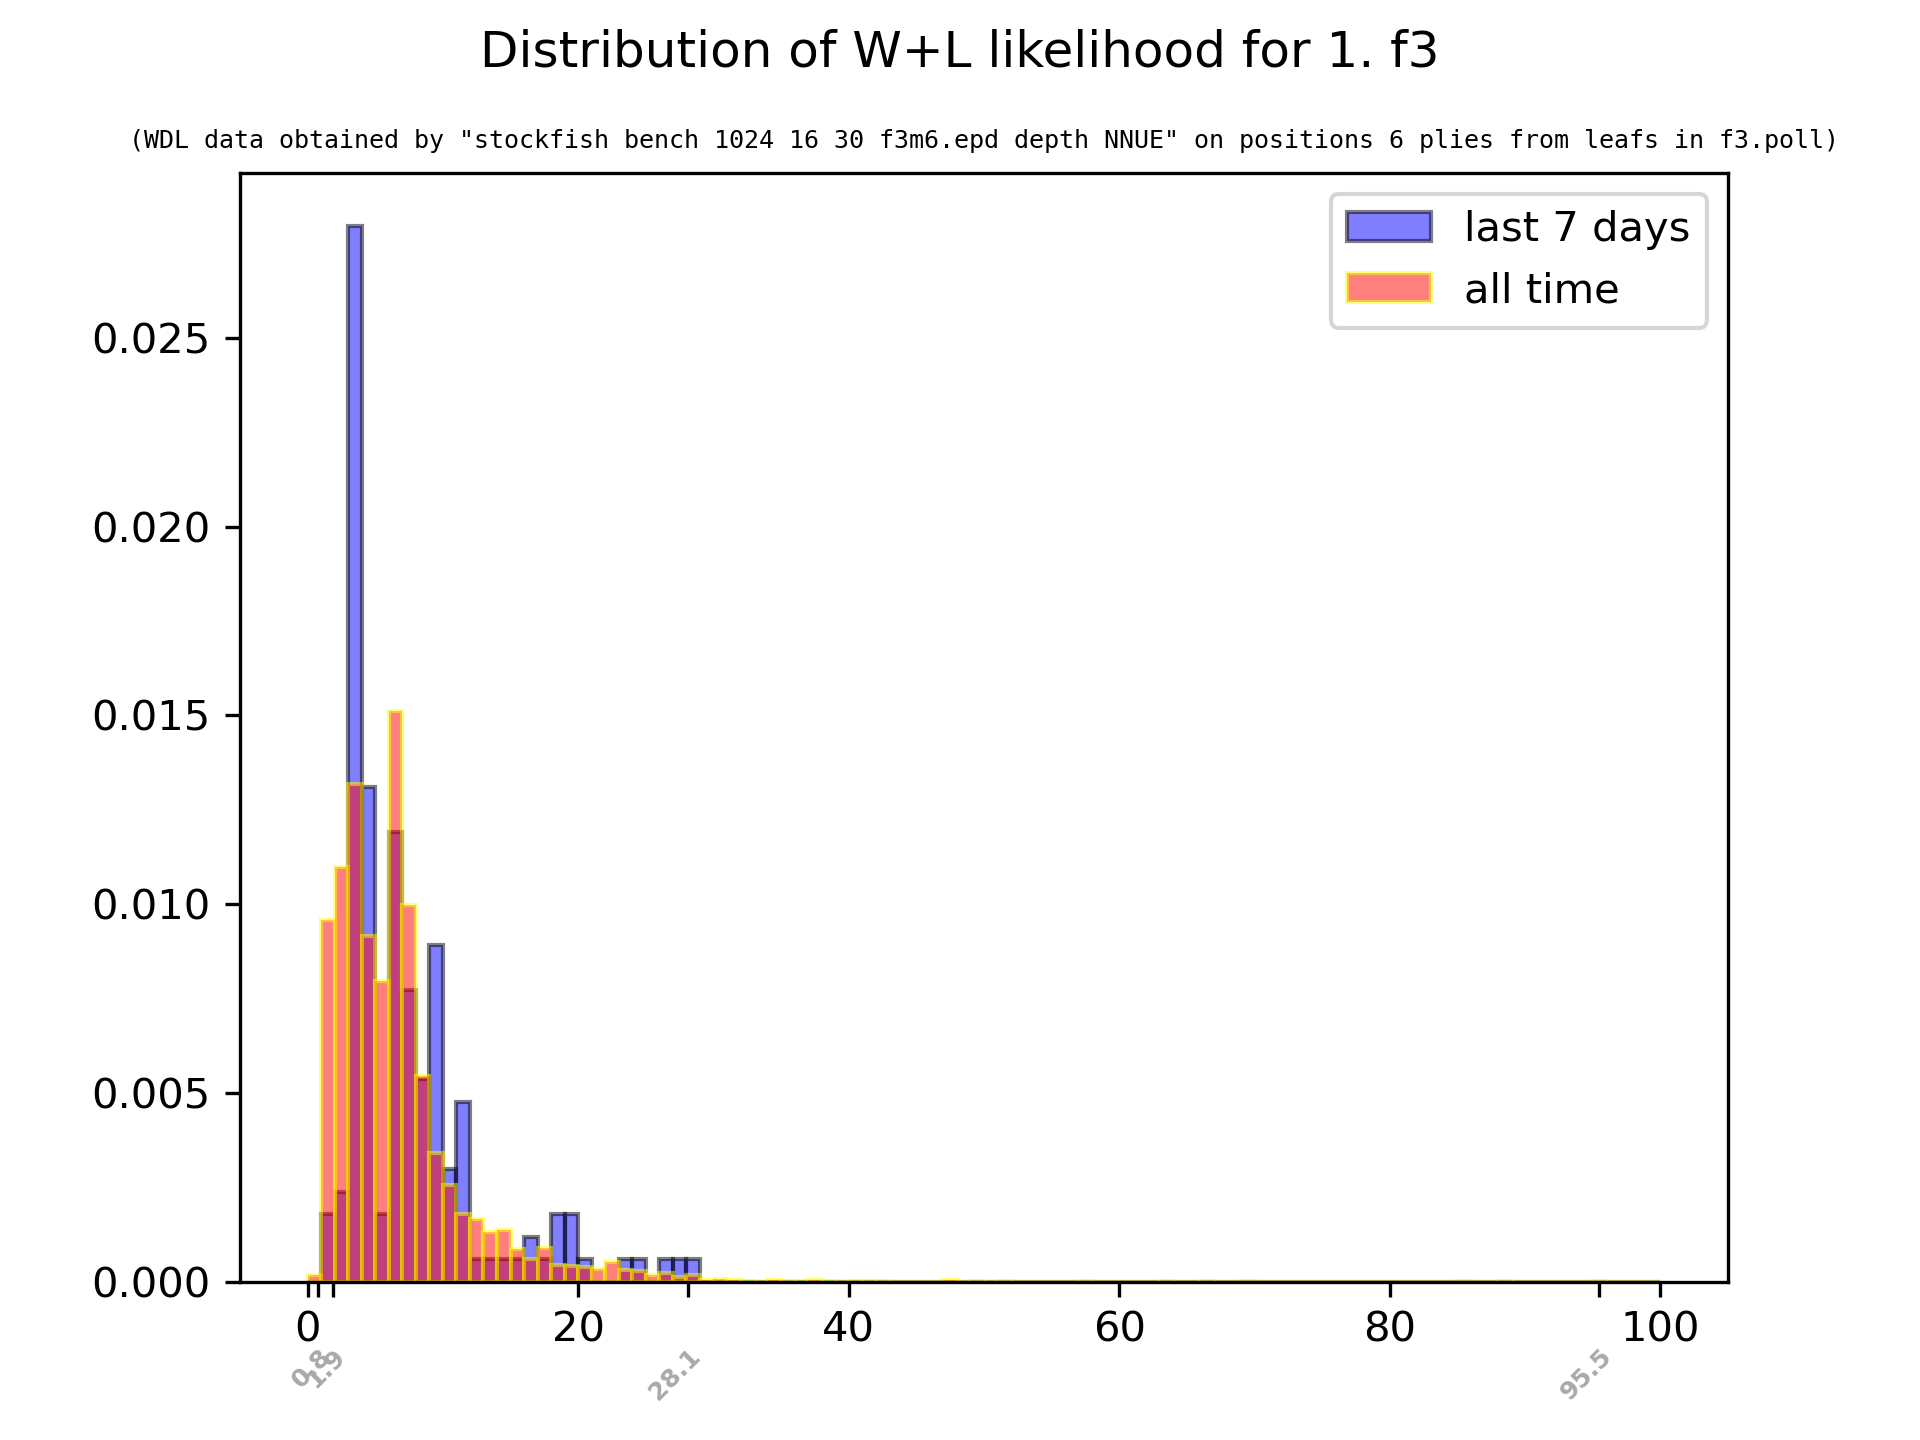 Distribution of W+L likelihood for 1. f3
(WDL data obtained by "stockfish bench 1024 16 30 f3m6.epd depth NNUE" on positions 6 plies from leafs in f3.poll)
last 7 days
all time
0.025
0.020
0.015
0.010
0.005
0.000
0 20 40 60 80 100
0.8 1.9 28.1 95.5